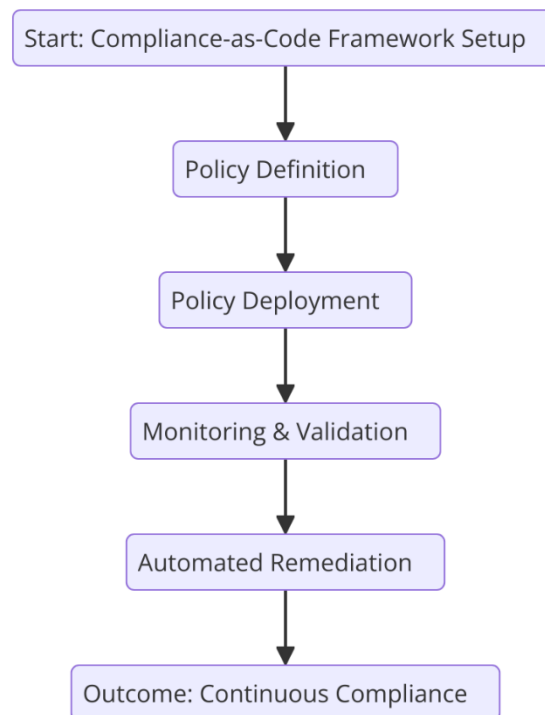 Start: Compliance-as-Code Framework Setup
Policy Definition
Policy Deployment
Monitoring & Validation
Automated Remediation
Outcome: Continuous Compliance